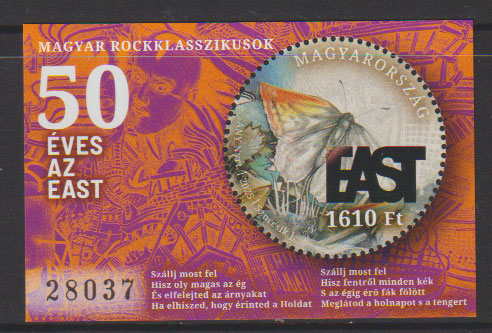 MAGYAR ROCKKLASSZIKUSOK
50
ÉVES
AZ
EAST
MAGYARORSZÁG
EAST
1610 Ft
28037
Szállj most fel
Hisz oly magas az ég
És elfelejted az árnyakat
Ha elhiszed, hogy érinted a Holdat
Szállj most fel
Hisz fentről minden kék
S az égig érő fák fölött
Meglátod a holnapot s a tengert